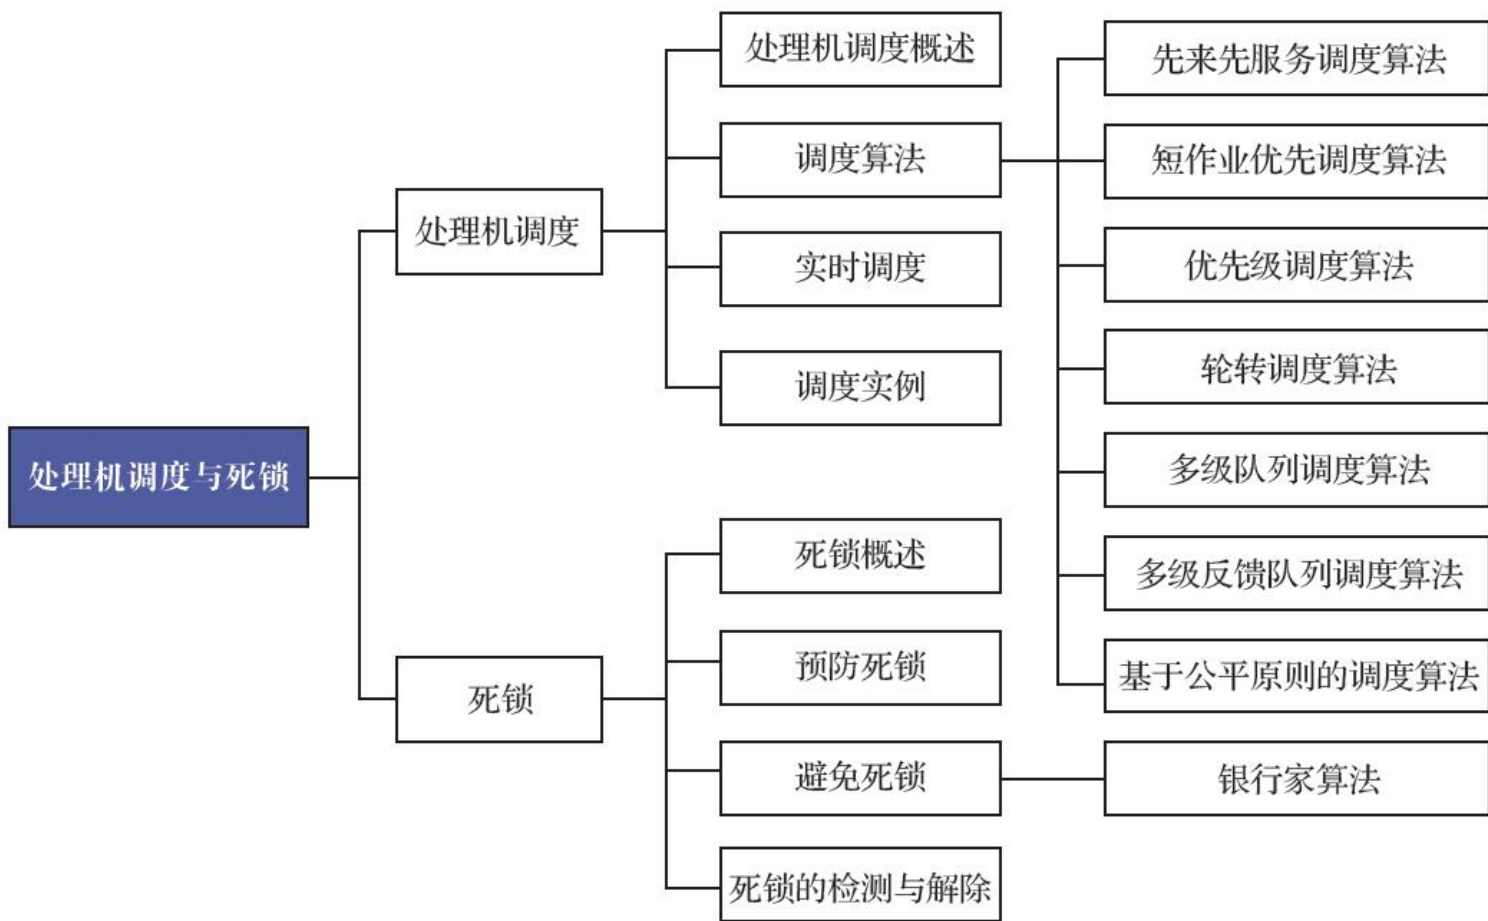 处理机调度与死锁
处理机调度
处理机调度概述
调度算法
先来先服务调度算法
短作业优先调度算法
优先级调度算法
轮转调度算法
多级队列调度算法
多级反馈队列调度算法
基于公平原则的调度算法
实时调度
调度实例
死锁
死锁概述
预防死锁
避免死锁
银行家算法
死锁的检测与解除